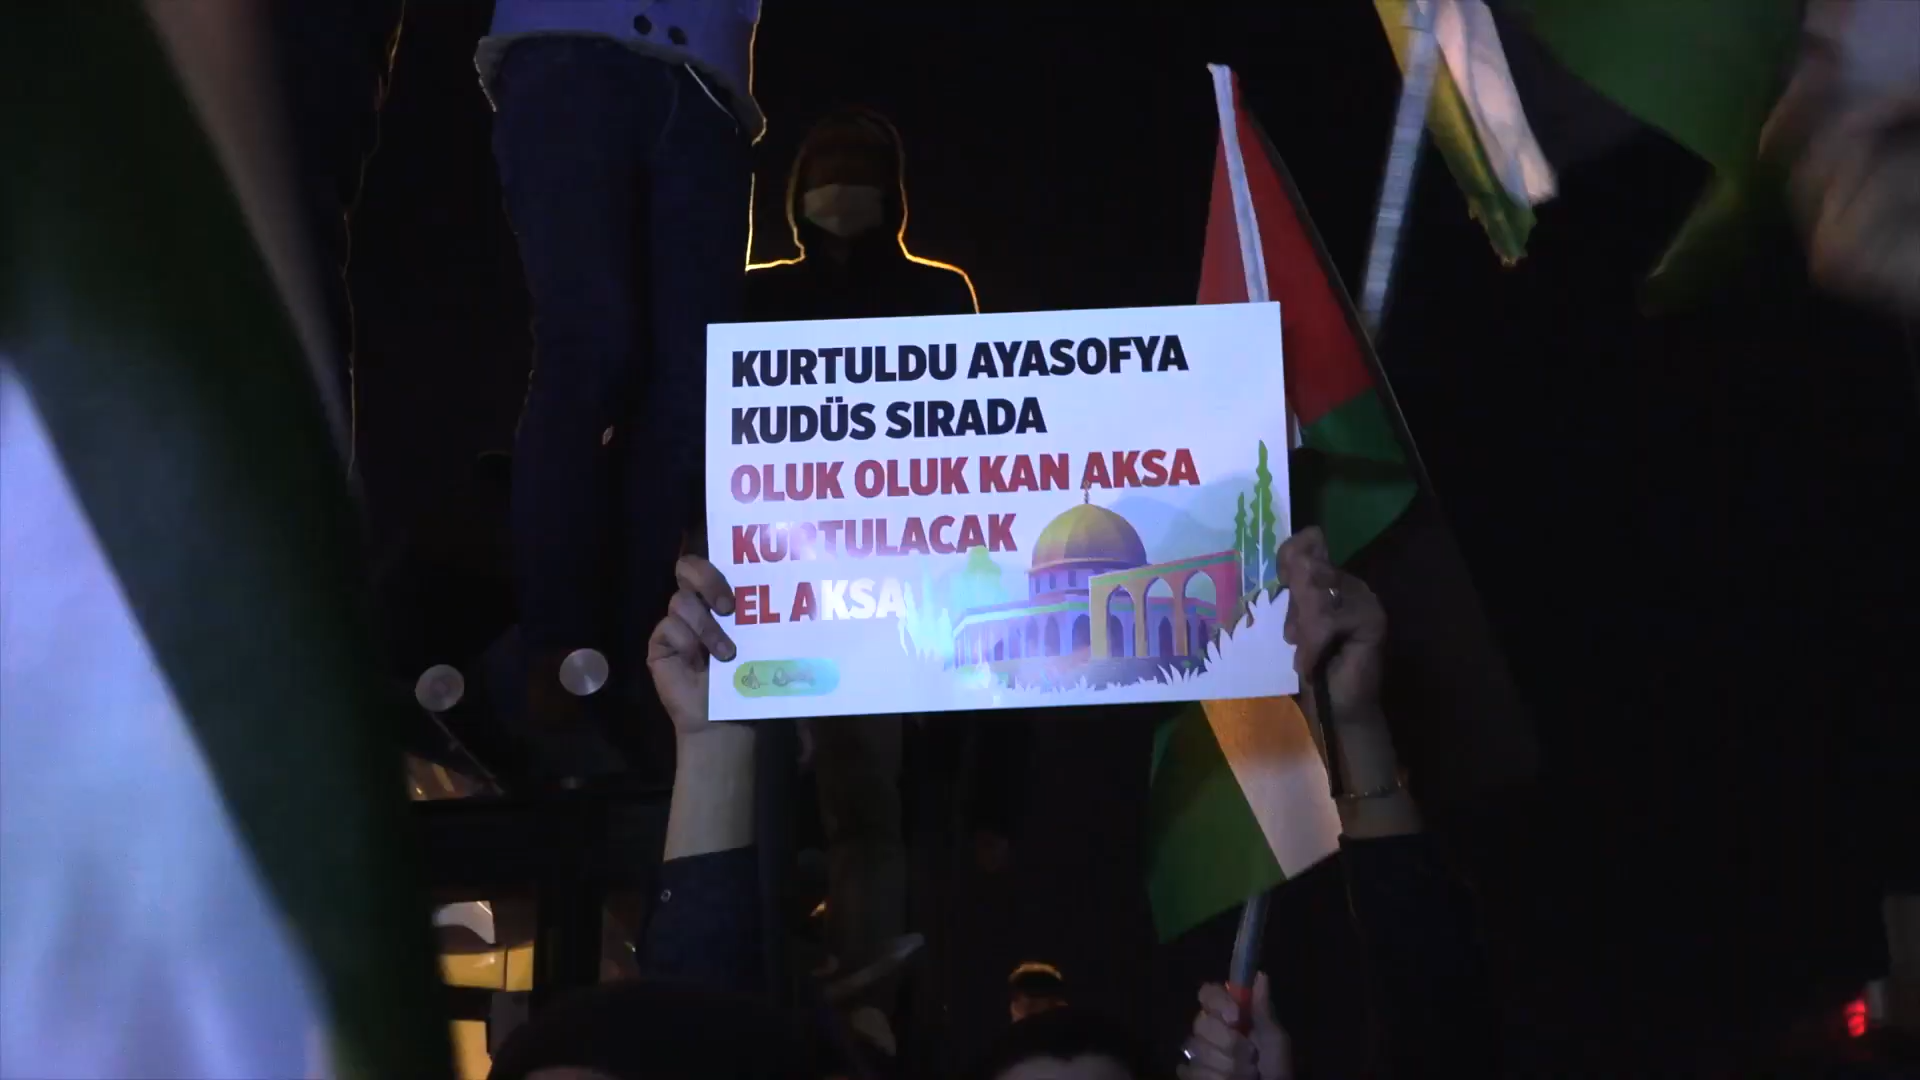 KURTULDU AYASOFYA
KUDÜS SIRADA
OLUK OLUK KAN AKSA
KURTULACAK
EL AKSA